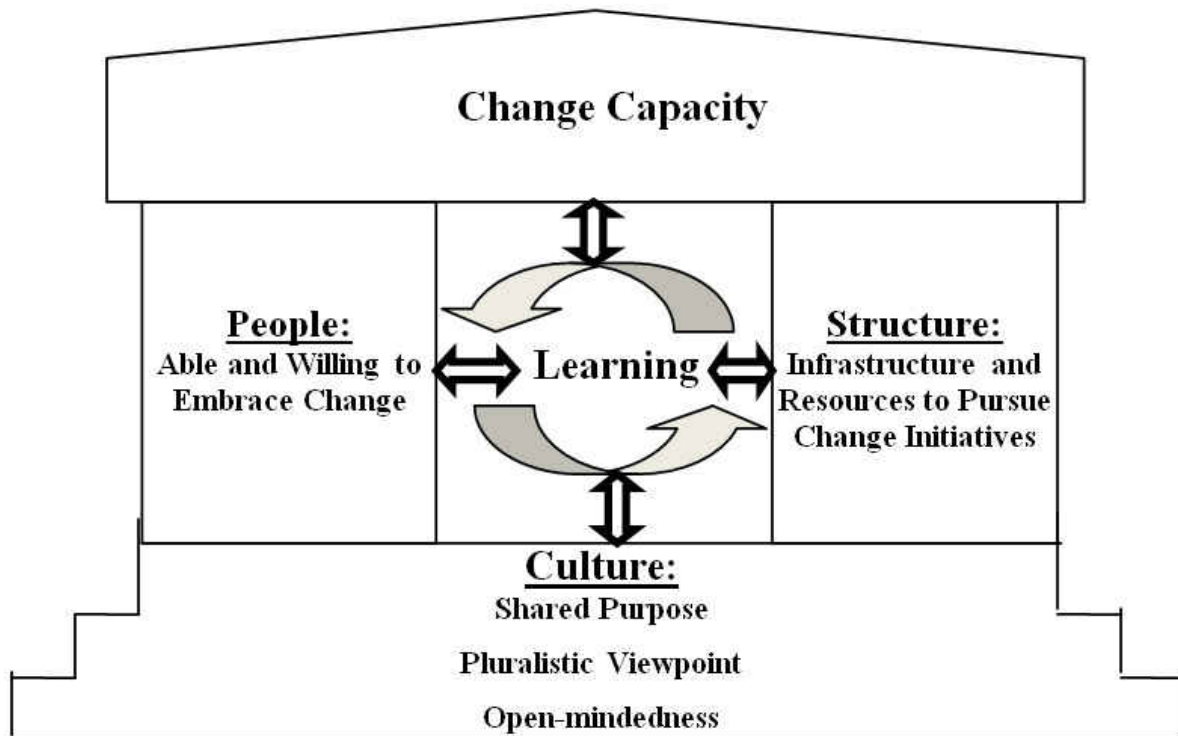 Change Capacity
People:
Able and Willing to
Embrace Change
Learning
Structure:
Infrastructure and
Resources to Pursue
Change Initiatives
Culture:
Shared Purpose
Pluralistic Viewpoint
Open-mindedness